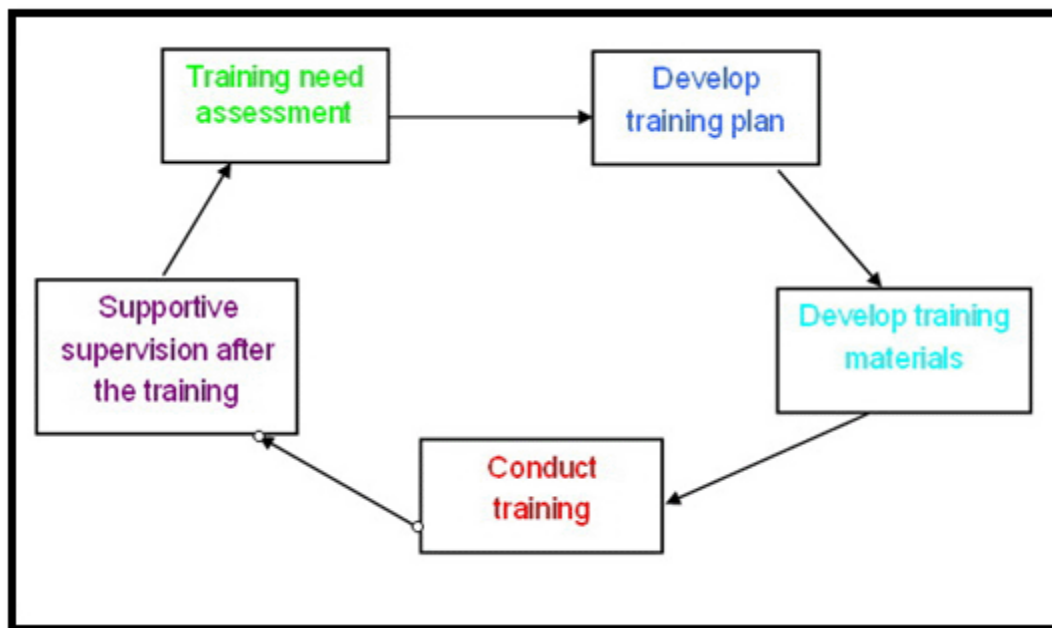 Training need
assessment
Develop
training plan
Develop training
materials
Conduct
training
Supportive
supervision after
the training